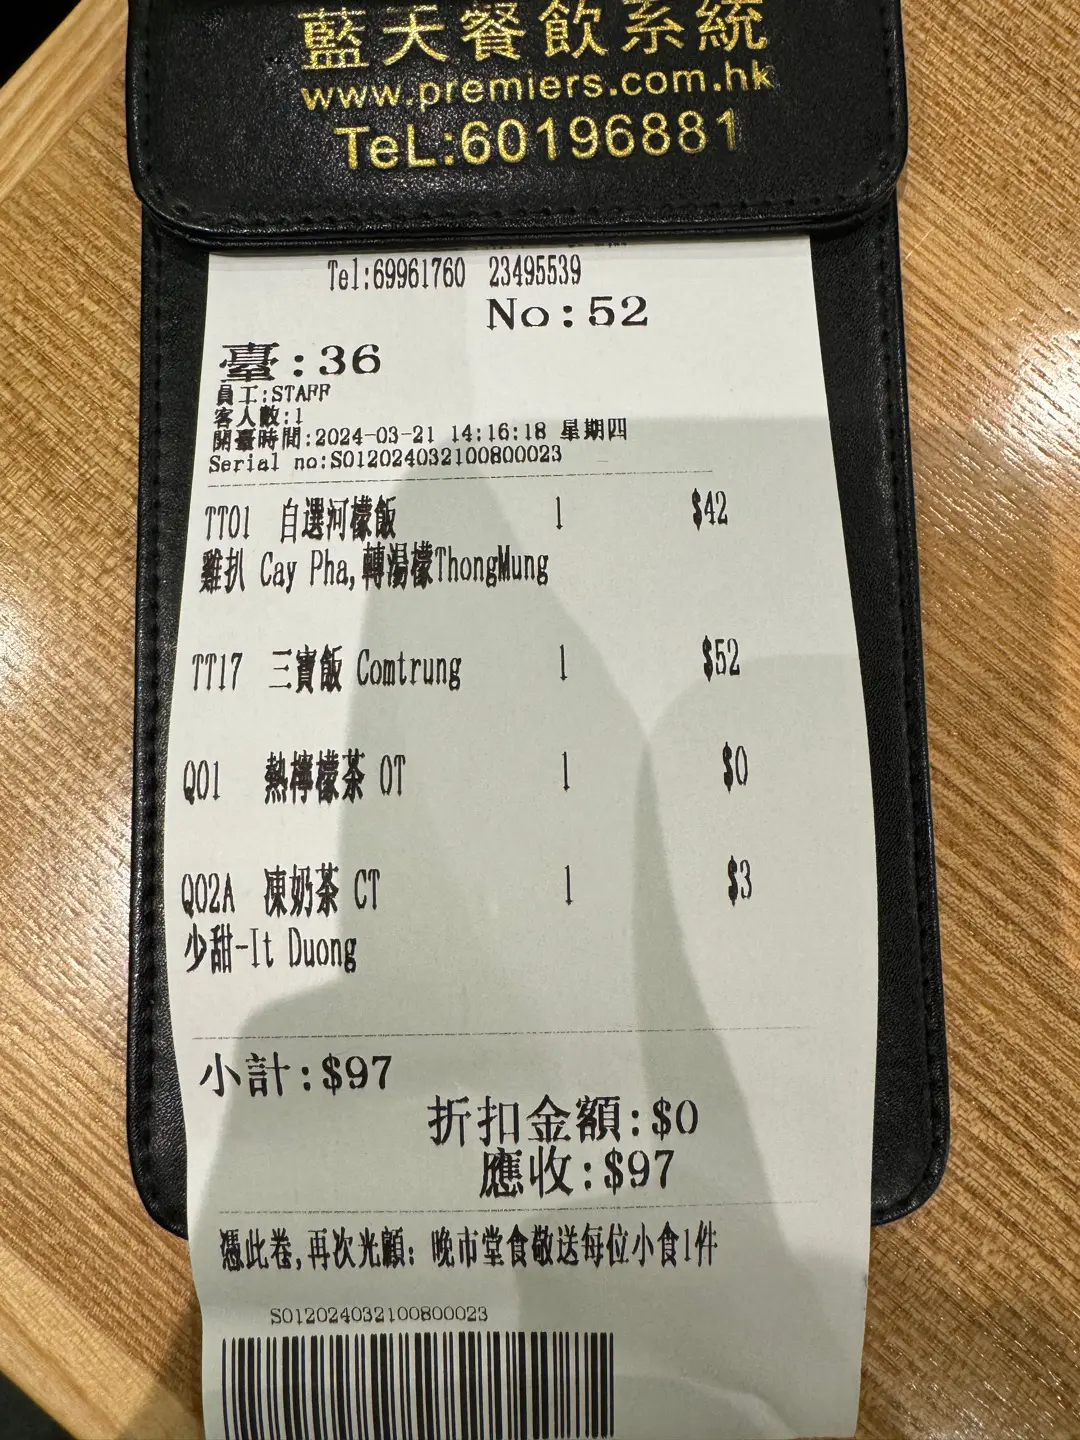 藍天餐飲系統
www.premiers.com.hk
TeL:60196881
Tel:69961760 23495539
No:52
臺:36
員工:STAFF
客人數:1
開臺時間:2024-03-21 14:16:18 星期四
Serial no:S012024032100800023
TT01 自選河檬飯 1 $42
雞扒 Cay Pha,轉湯檬ThongMung
TT17 三寶飯 Comtrung 1 $52
Q01 熱檸檬茶 OT 1 $0
Q02A 凍奶茶 CT 1 $3
少甜-It Duong
小計:$97
折扣金額:$0
應收:$97
憑此卷,再次光顧: 晚市堂食敬送每位小食1件
S012024032100800023